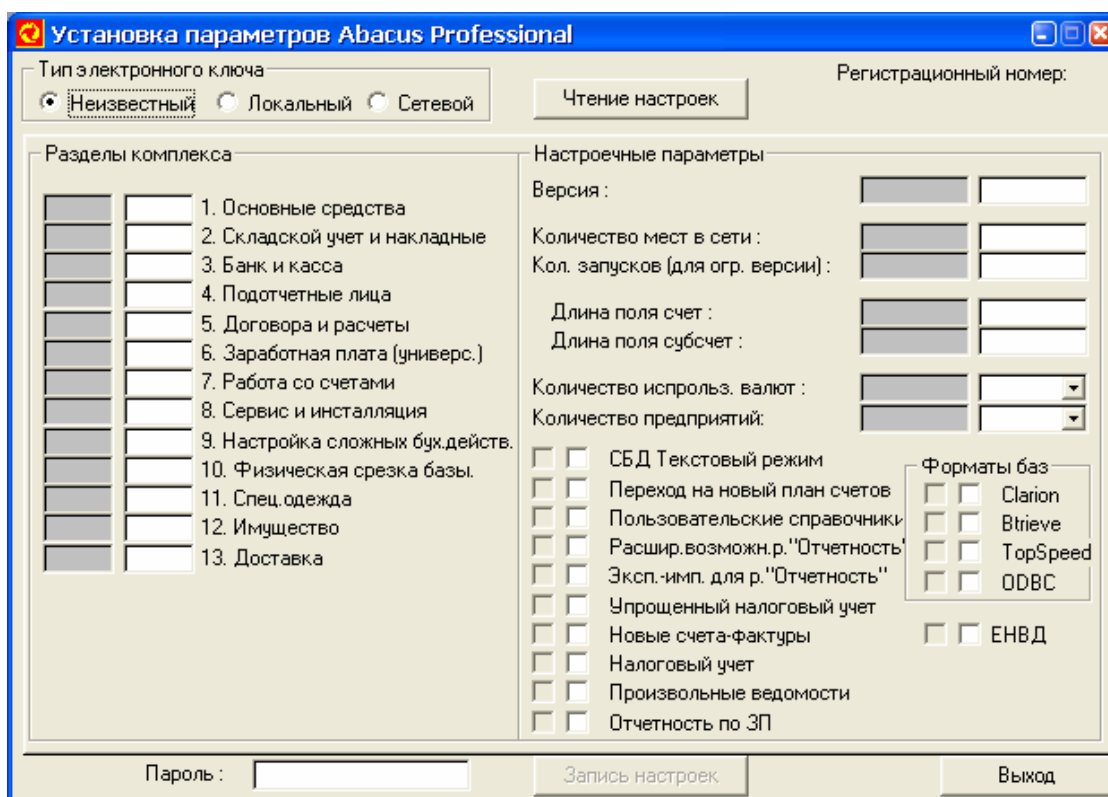 Установка параметров Abacus Professional
Тип электронного ключа
Неизвестный Локальный Сетевой
Чтение настроек
Регистрационный номер:
Разделы комплекса
1. Основные средства
2. Складской учет и накладные
3. Банк и касса
4. Подотчетные лица
5. Договора и расчеты
6. Заработная плата (универс.)
7. Работа со счетами
8. Сервис и инсталляция
9. Настройка сложных бух.действ.
10. Физическая срезка базы.
11. Спец.одежда
12. Имущество
13. Доставка
Настроечные параметры
Версия :
Количество мест в сети :
Кол. запусков (для огр. версии) :
Длина поля счет :
Длина поля субсчет :
Количество испрольз. валют :
Количество предприятий:
СБД Текстовый режим
Переход на новый план счетов
Пользовательские справочники
Расшир.возможн.р."Отчетность"
Эксп.-имп. для р."Отчетность"
Упрощенный налоговый учет
Новые счета-фактуры
Налоговый учет
Произвольные ведомости
Отчетность по ЗП
Форматы баз
Clarion
Btrieve
TopSpeed
ODBC
ЕНВД
Пароль :
Запись настроек
Выход